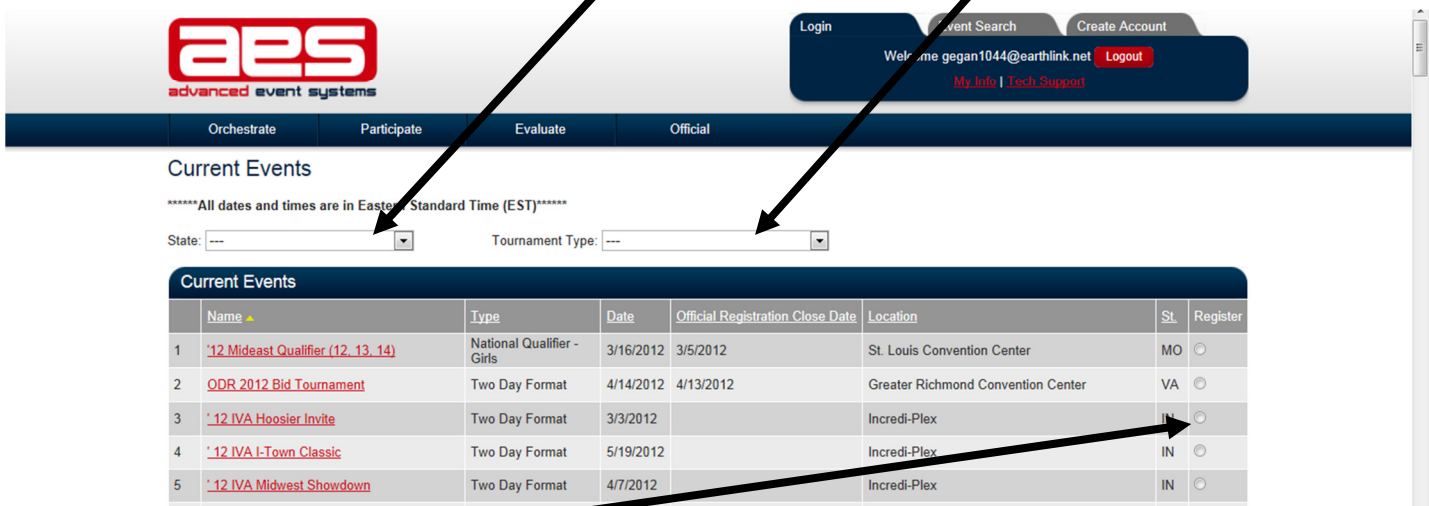 aes
advanced event systems
Login Event Search Create Account
Welcome gegan1044@earthlink.net Logout
My Info | Tech Support
Orchestrate Participate Evaluate Official
Current Events
******All dates and times are in Eastern Standard Time (EST)******
State: --- Tournament Type: ---
Current Events
Name Type Date Official Registration Close Date Location St. Register
1 '12 Mideast Qualifier (12, 13, 14) National Qualifier - Girls 3/16/2012 3/5/2012 St. Louis Convention Center MO
2 ODR 2012 Bid Tournament Two Day Format 4/14/2012 4/13/2012 Greater Richmond Convention Center VA
3 ' 12 IVA Hoosier Invite Two Day Format 3/3/2012 Incredi-Plex IN
4 ' 12 IVA I-Town Classic Two Day Format 5/19/2012 Incredi-Plex IN
5 ' 12 IVA Midwest Showdown Two Day Format 4/7/2012 Incredi-Plex IN